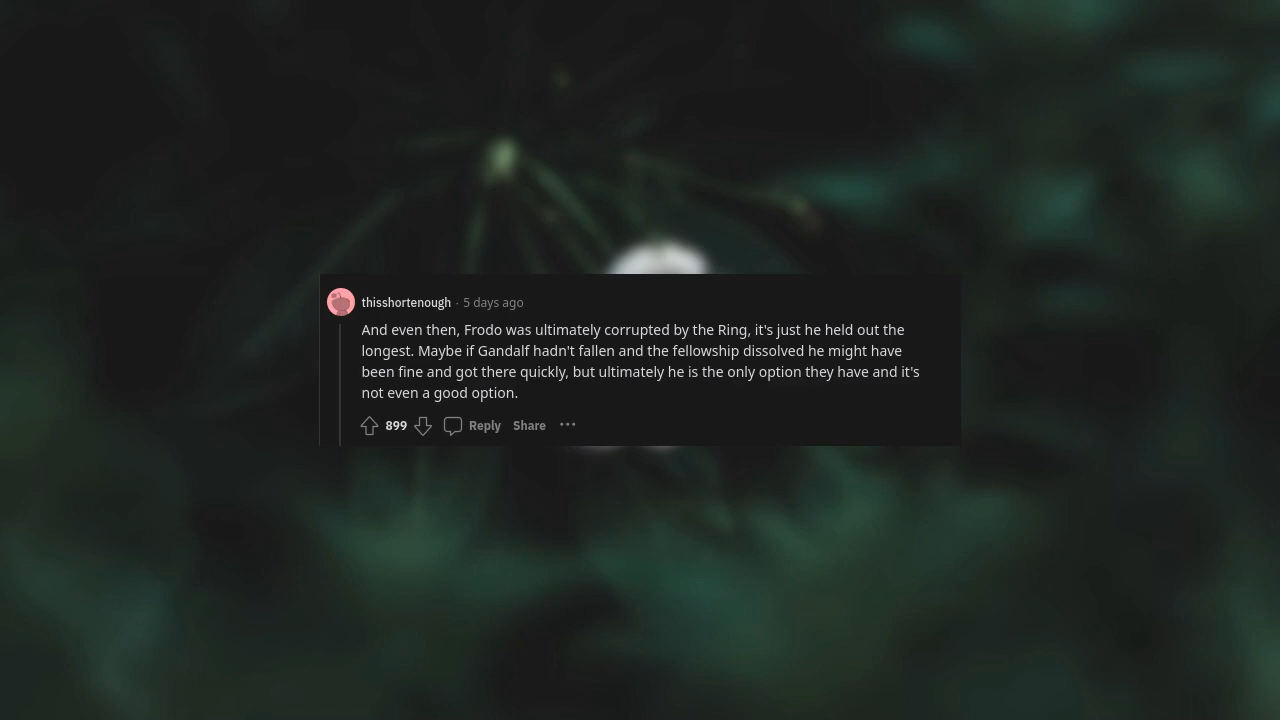 thisshortenough · 5 days ago
And even then, Frodo was ultimately corrupted by the Ring, it's just he held out the
longest. Maybe if Gandalf hadn't fallen and the fellowship dissolved he might have
been fine and got there quickly, but ultimately he is the only option they have and it's
not even a good option.
899 Reply Share ···